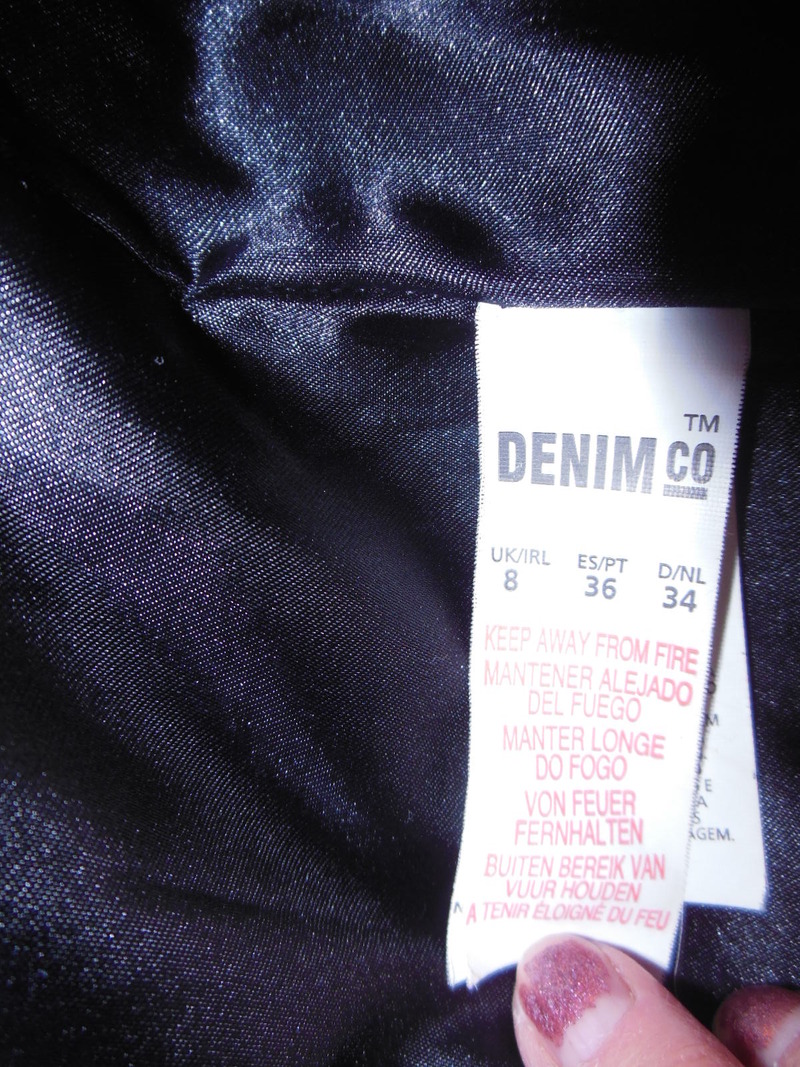 TM
DENIM CO
UK/IRL ES/PT D/NL
8 36 34
KEEP AWAY FROM FIRE
MANTENER ALEJADO
DEL FUEGO
MANTER LONGE
DO FOGO
VON FEUER
FERNHALTEN
BUITEN BEREIK VAN
VUUR HOUDEN
A TENIR ÉLOIGNÉ DU FEU